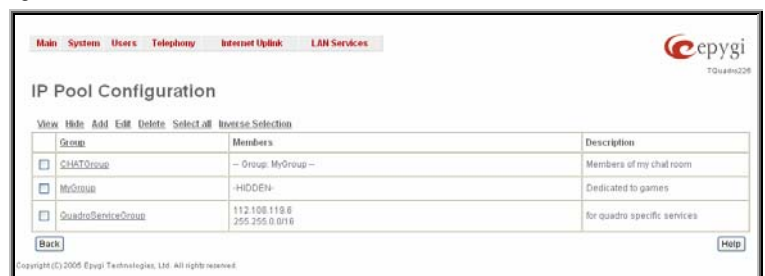 Main System Users Telephony Internet Uplink LAN Services
epygi
TQuadro226
IP Pool Configuration
View Hide Add Edit Delete Select all Inverse Selection
Group Members Description
CHATGroup -- Group: MyGroup -- Members of my chat room
MyGroup -HIDDEN- Dedicated to games
QuadroServiceGroup 112.108.119.6 for quadro specific services
255.255.0.0/16
Back Help
Copyright (C) 2005 Epygi Technologies, Ltd. All rights reserved.